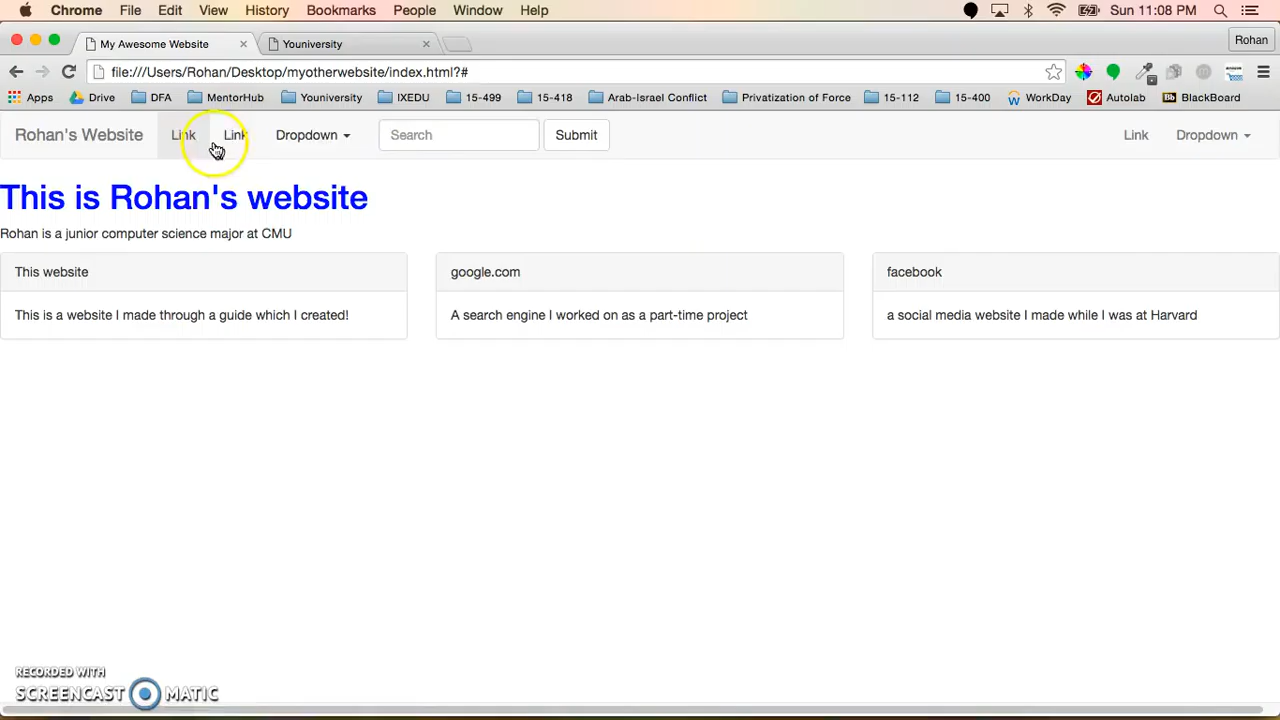 Chrome File Edit View History Bookmarks People Window Help Sun 11:08 PM
My Awesome Website Youniversity Rohan
file:///Users/Rohan/Desktop/myotherwebsite/index.html?#
Apps Drive DFA MentorHub Youniversity IXEDU 15-499 15-418 Arab-Israel Conflict Privatization of Force 15-112 15-400 WorkDay Autolab BlackBoard
Rohan's Website Link Link Dropdown Search Submit Link Dropdown
This is Rohan's website
Rohan is a junior computer science major at CMU
This website google.com facebook
This is a website I made through a guide which I created! A search engine I worked on as a part-time project a social media website I made while I was at Harvard
RECORDED WITH
SCREENCAST MATIC